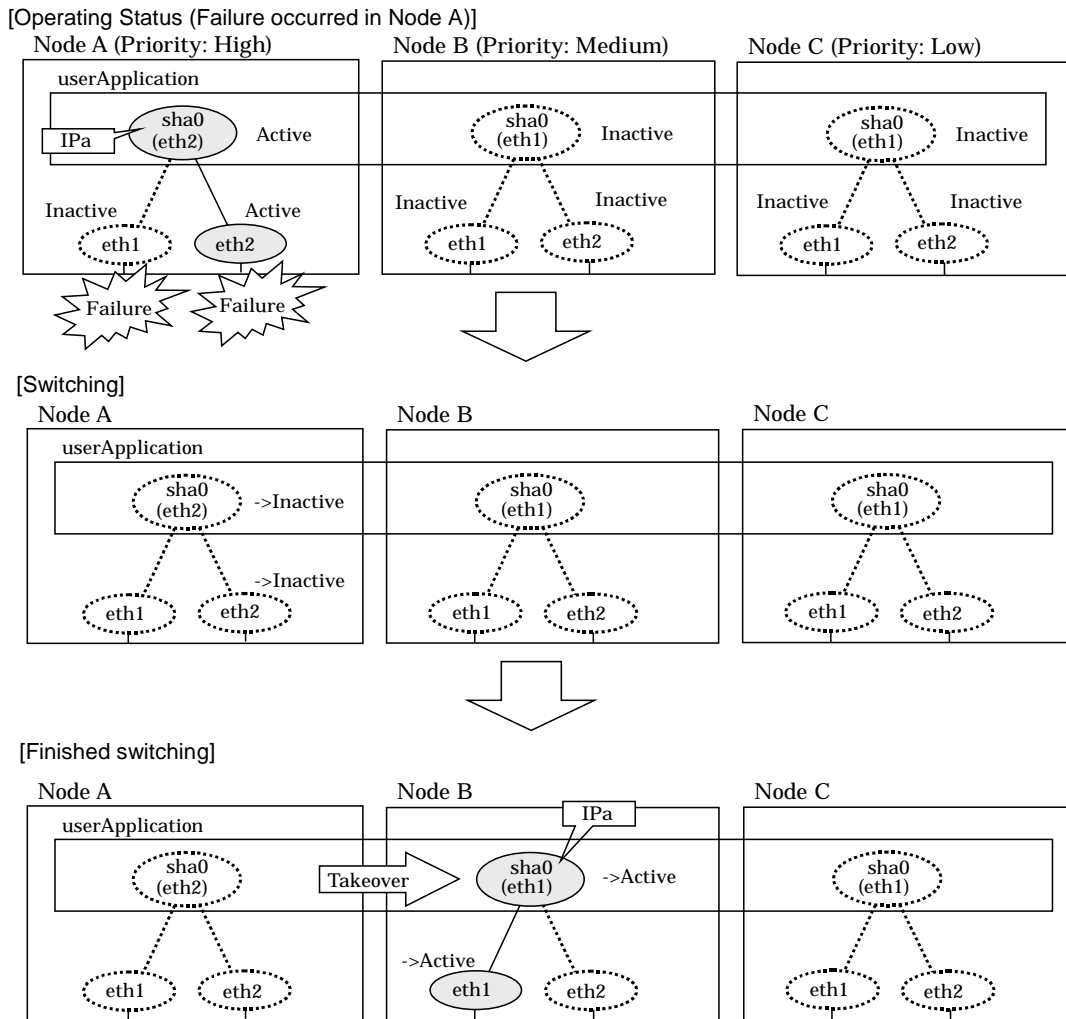 [Operating Status (Failure occurred in Node A)]
Node A (Priority: High)
Node B (Priority: Medium)
Node C (Priority: Low)
userApplication
IPa
sha0
(eth2)
Active
sha0
(eth1)
Inactive
sha0
(eth1)
Inactive
Inactive
Active
Inactive
Inactive
Inactive
Inactive
eth1
eth2
eth1
eth2
eth1
eth2
Failure
Failure
[Switching]
Node A
Node B
Node C
userApplication
sha0
(eth2)
->Inactive
sha0
(eth1)
sha0
(eth1)
->Inactive
eth1
eth2
eth1
eth2
eth1
eth2
[Finished switching]
Node A
Node B
Node C
IPa
userApplication
sha0
(eth2)
Takeover
sha0
(eth1)
->Active
sha0
(eth1)
->Active
eth1
eth2
eth1
eth2
eth1
eth2